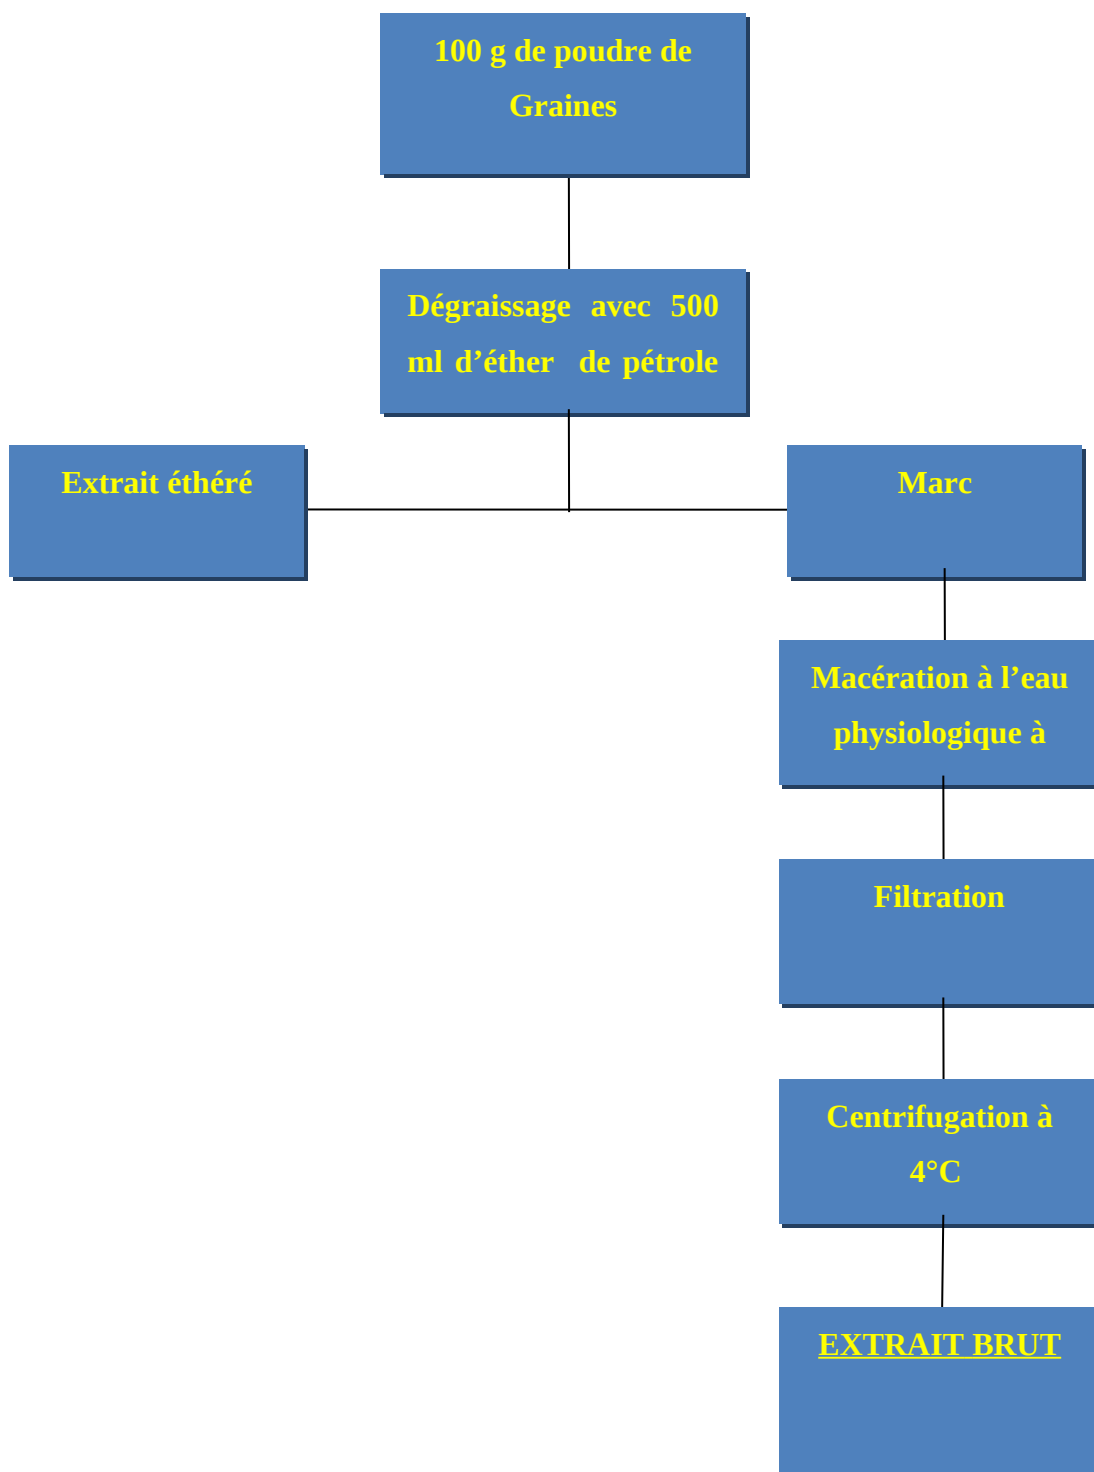 100 g de poudre de
Graines
Dégraissage avec 500
ml d’éther de pétrole
Extrait éthéré
Marc
Macération à l’eau
physiologique à
Filtration
Centrifugation à
4°C
EXTRAIT BRUT